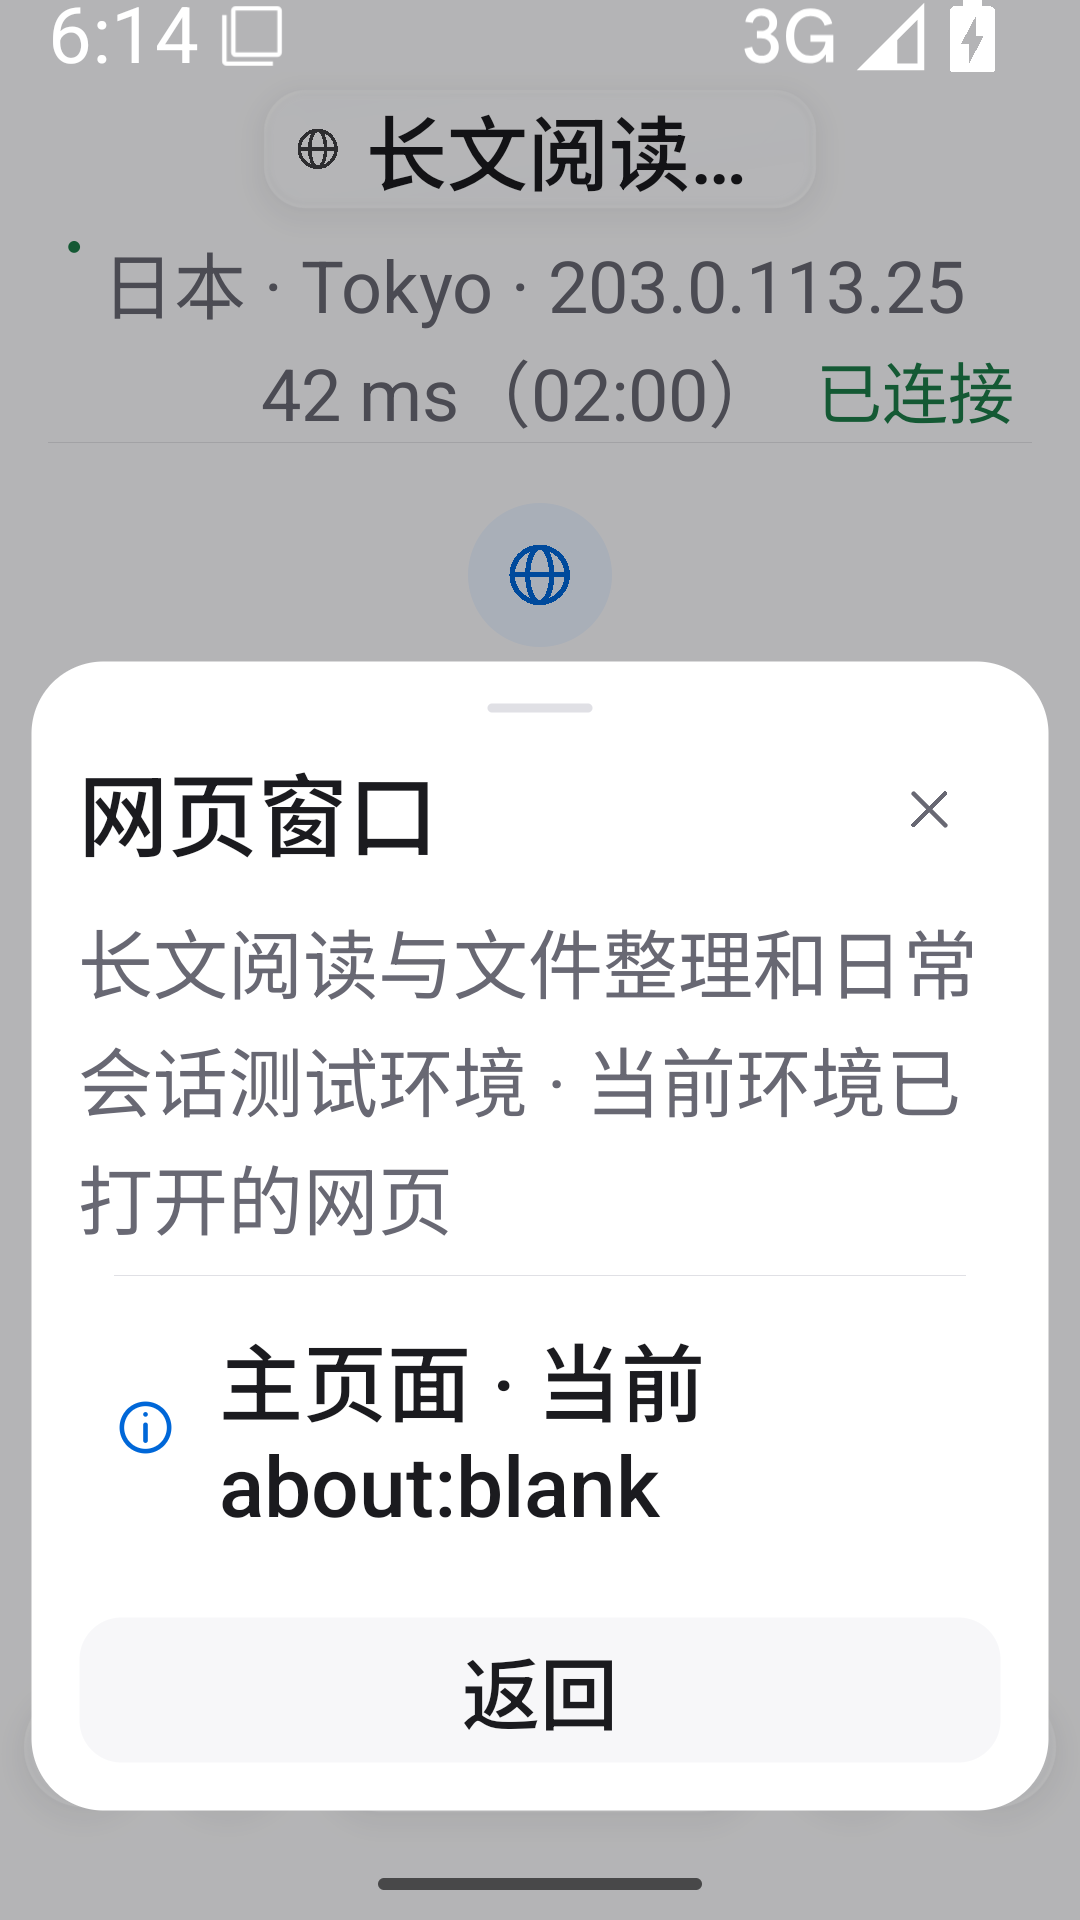 6:14 3G
长文阅读...
日本 · Tokyo · 203.0.113.25
42 ms（02:00） 已连接
网页窗口
长文阅读与文件整理和日常
会话测试环境 · 当前环境已
打开的网页
主页面 · 当前
about:blank
返回